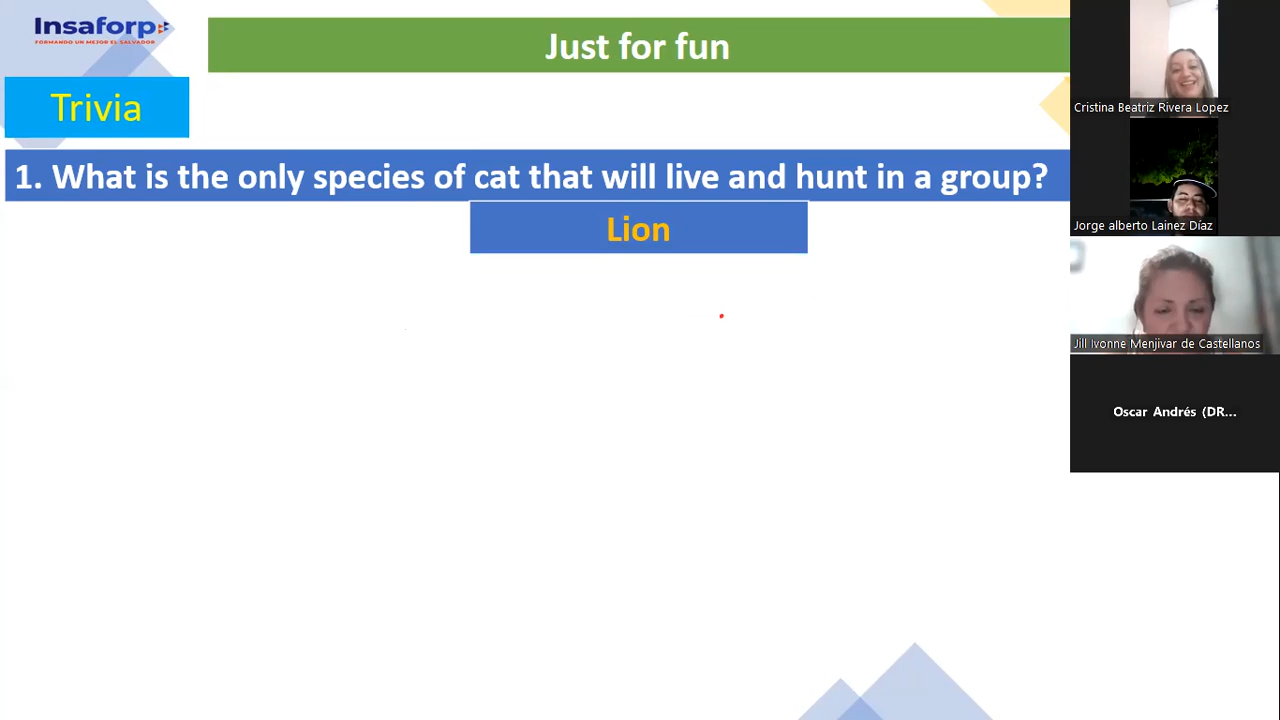 Insaforp
FORMANDO UN MEJOR EL SALVADOR
Just for fun
Trivia
1. What is the only species of cat that will live and hunt in a group?
Lion
Cristina Beatriz Rivera Lopez
Jorge alberto Lainez Díaz
Jill Ivonne Menjivar de Castellanos
Oscar Andrés (DR...